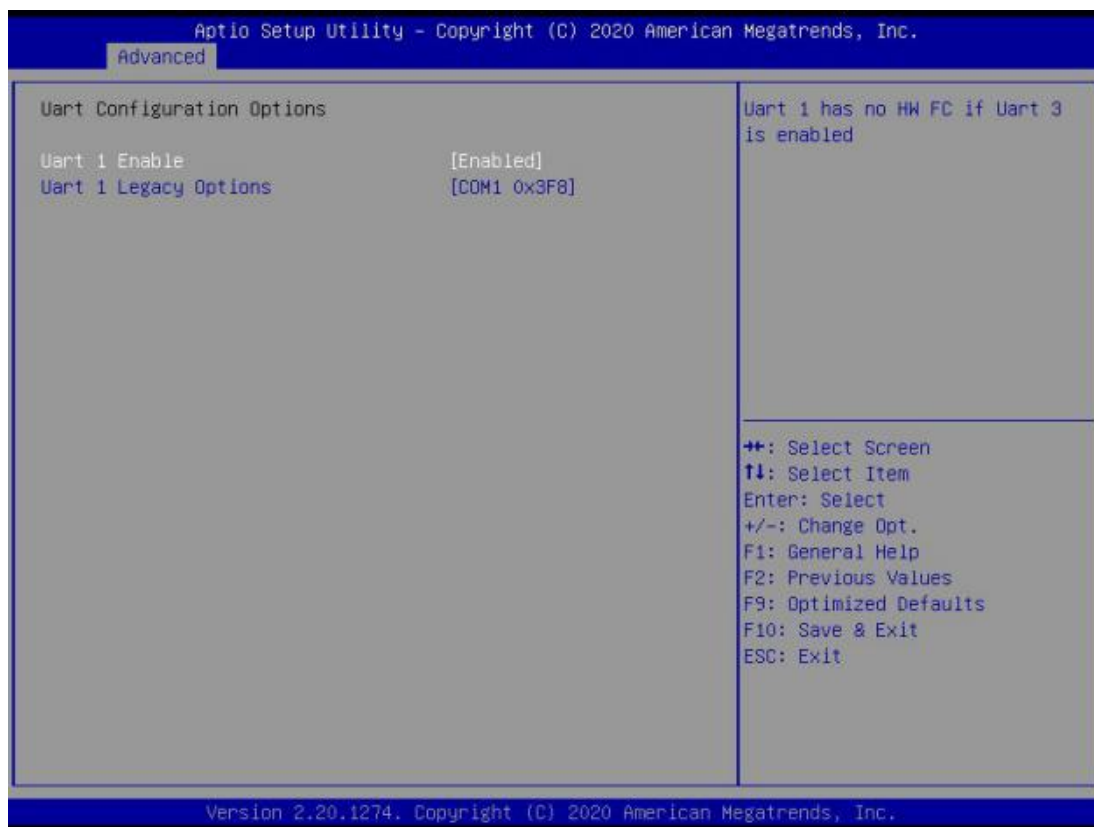 Aptio Setup Utility – Copyright (C) 2020 American Megatrends, Inc.
Advanced
Uart Configuration Options
Uart 1 Enable [Enabled]
Uart 1 Legacy Options [COM1 0x3F8]
Uart 1 has no HW FC if Uart 3
is enabled
→←: Select Screen
↑↓: Select Item
Enter: Select
+/-: Change Opt.
F1: General Help
F2: Previous Values
F9: Optimized Defaults
F10: Save & Exit
ESC: Exit
Version 2.20.1274. Copyright (C) 2020 American Megatrends, Inc.